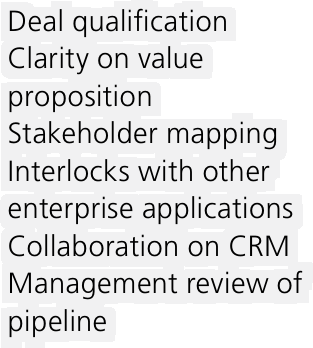 Deal qualification
Clarity on value
proposition
Stakeholder mapping
Interlocks with other
enterprise applications
Collaboration on CRM
Management review of
pipeline